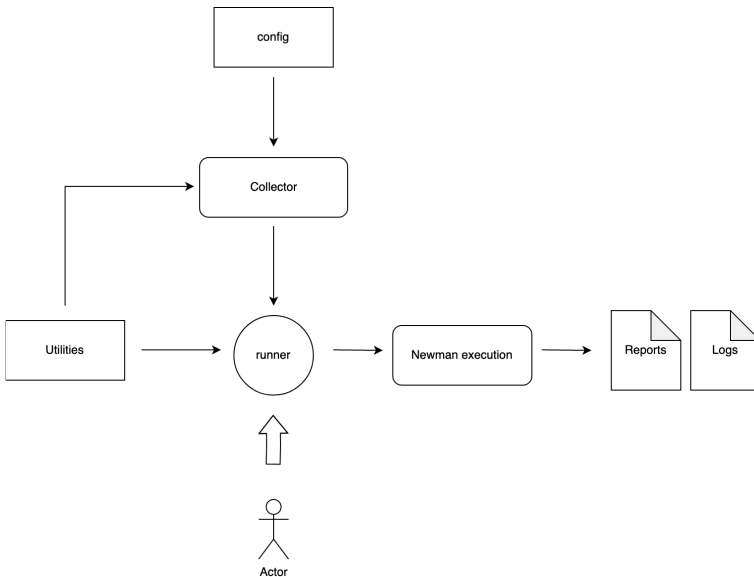 config
Collector
Utilities
runner
Newman execution
Reports
Logs
Actor